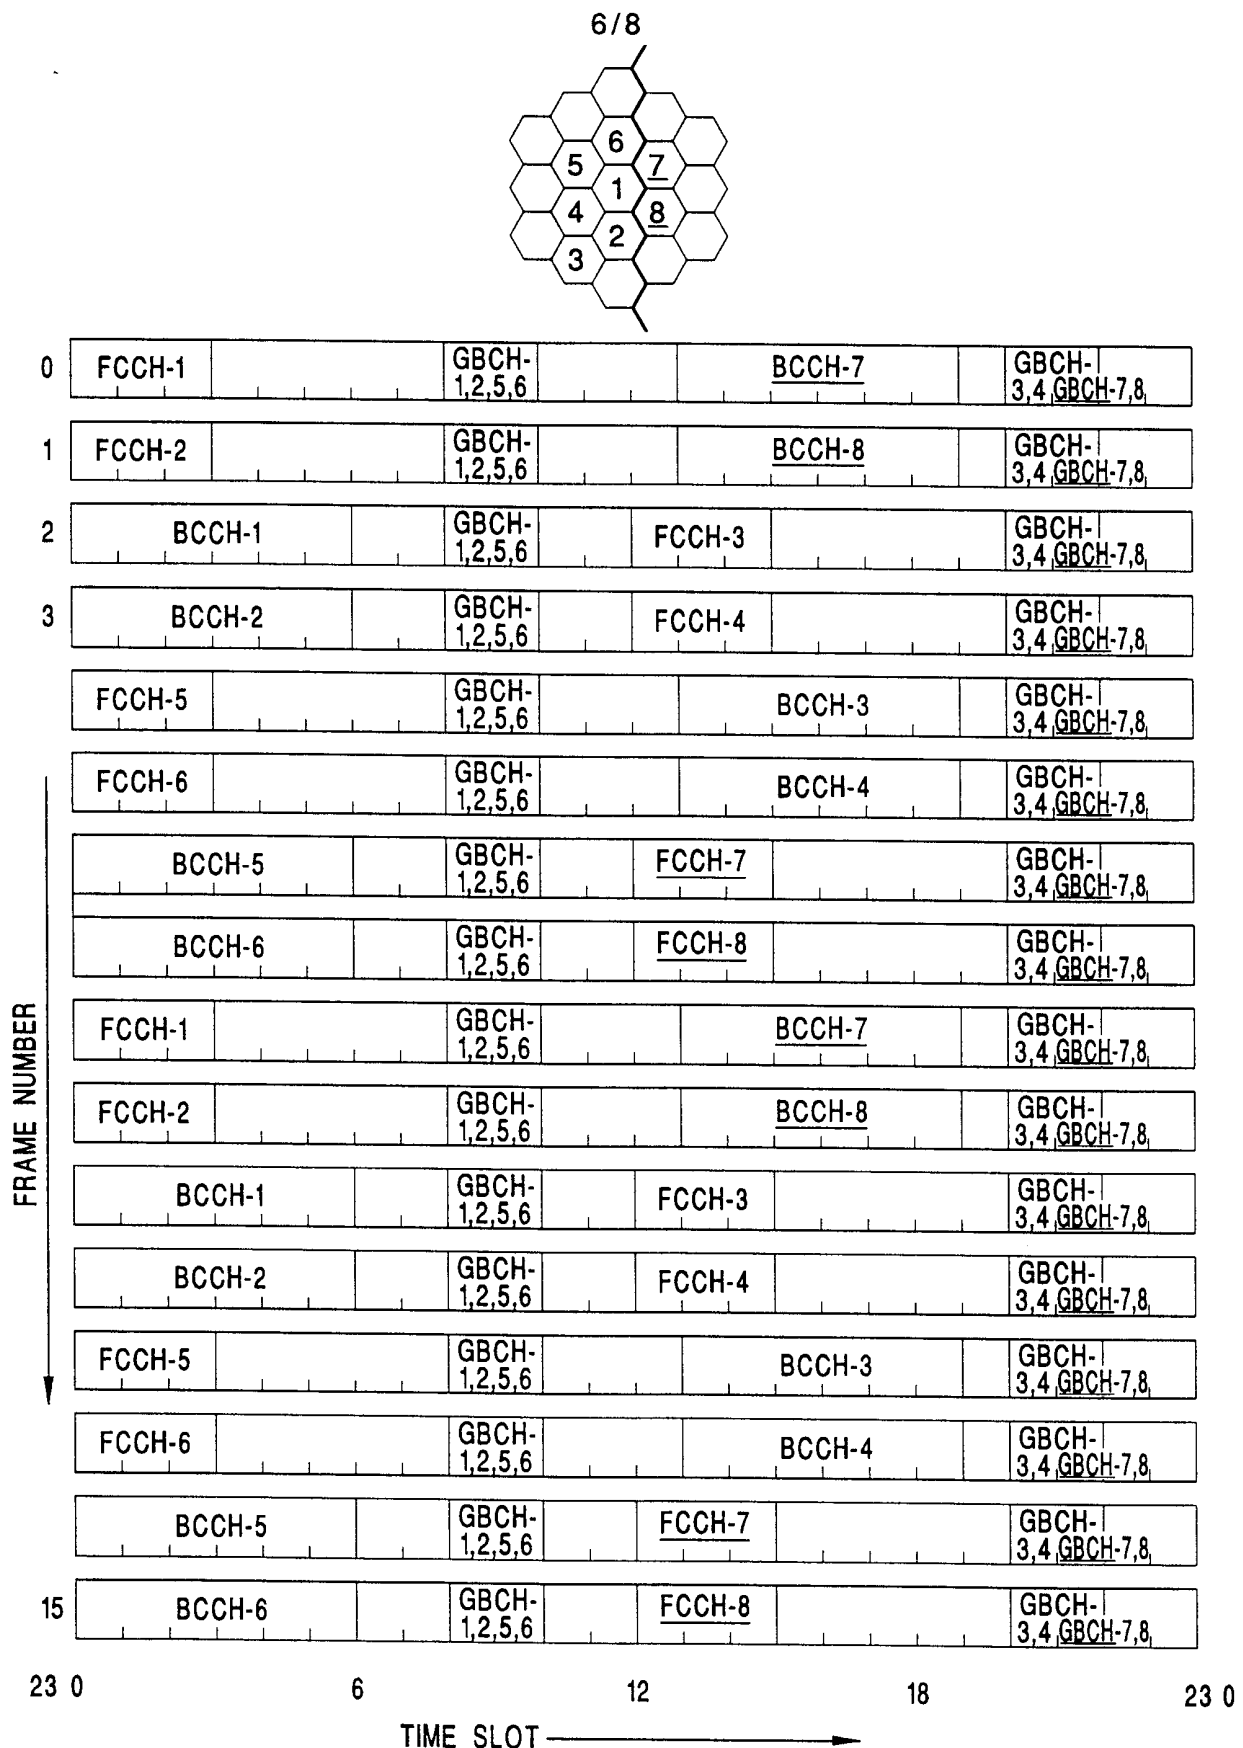 6/8
6
5 7
1
4 8
2
3
0 FCCH-1 GBCH- BCCH-7 GBCH-
1,2,5,6 3,4 GBCH-7,8
1 FCCH-2 GBCH- BCCH-8 GBCH-
1,2,5,6 3,4 GBCH-7,8
2 BCCH-1 GBCH- FCCH-3 GBCH-
1,2,5,6 3,4 GBCH-7,8
3 BCCH-2 GBCH- FCCH-4 GBCH-
1,2,5,6 3,4 GBCH-7,8
FCCH-5 GBCH- BCCH-3 GBCH-
1,2,5,6 3,4 GBCH-7,8
FCCH-6 GBCH- BCCH-4 GBCH-
1,2,5,6 3,4 GBCH-7,8
BCCH-5 GBCH- FCCH-7 GBCH-
1,2,5,6 3,4 GBCH-7,8
BCCH-6 GBCH- FCCH-8 GBCH-
1,2,5,6 3,4 GBCH-7,8
FCCH-1 GBCH- BCCH-7 GBCH-
1,2,5,6 3,4 GBCH-7,8
FCCH-2 GBCH- BCCH-8 GBCH-
1,2,5,6 3,4 GBCH-7,8
BCCH-1 GBCH- FCCH-3 GBCH-
1,2,5,6 3,4 GBCH-7,8
BCCH-2 GBCH- FCCH-4 GBCH-
1,2,5,6 3,4 GBCH-7,8
FCCH-5 GBCH- BCCH-3 GBCH-
1,2,5,6 3,4 GBCH-7,8
FCCH-6 GBCH- BCCH-4 GBCH-
1,2,5,6 3,4 GBCH-7,8
BCCH-5 GBCH- FCCH-7 GBCH-
1,2,5,6 3,4 GBCH-7,8
15 BCCH-6 GBCH- FCCH-8 GBCH-
1,2,5,6 3,4 GBCH-7,8
FRAME NUMBER
23 0 6 12 18 23 0
TIME SLOT